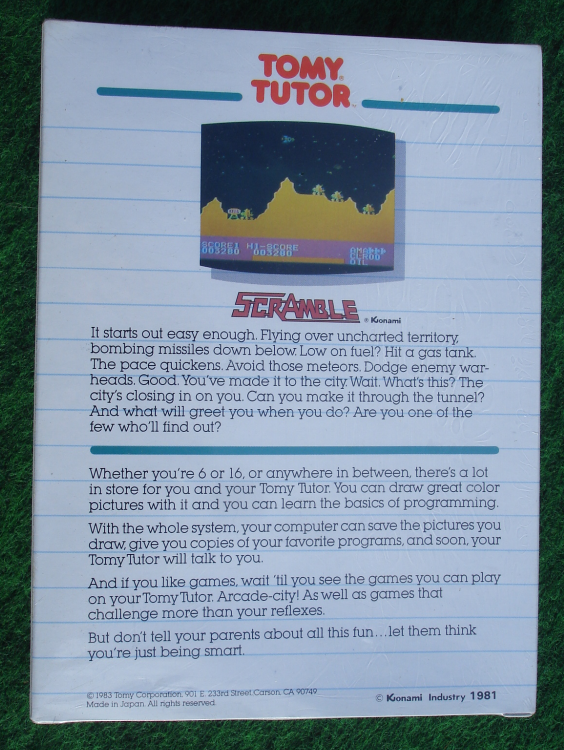 TOMY
TUTOR
SCORE1 HI-SCORE
003280 003280
SCRAMBLE
© Konami
It starts out easy enough. Flying over uncharted territory,
bombing missiles down below. Low on fuel? Hit a gas tank.
The pace quickens. Avoid those meteors. Dodge enemy war-
heads. Good. You've made it to the city. Wait. What's this? The
city's closing in on you. Can you make it through the tunnel?
And what will greet you when you do? Are you one of the
few who'll find out?
Whether you're 6 or 16, or anywhere in between, there's a lot
in store for you and your Tomy Tutor. You can draw great color
pictures with it and you can learn the basics of programming.
With the whole system, your computer can save the pictures you
draw, give you copies of your favorite programs, and soon, your
Tomy Tutor will talk to you.
And if you like games, wait 'til you see the games you can play
on your Tomy Tutor. Arcade-city! As well as games that
challenge more than your reflexes.
But don't tell your parents about all this fun...let them think
you're just being smart.
© 1983 Tomy Corporation, 901 E. 233rd Street, Carson, CA 90749
Made in Japan. All rights reserved.
© Konami Industry 1981